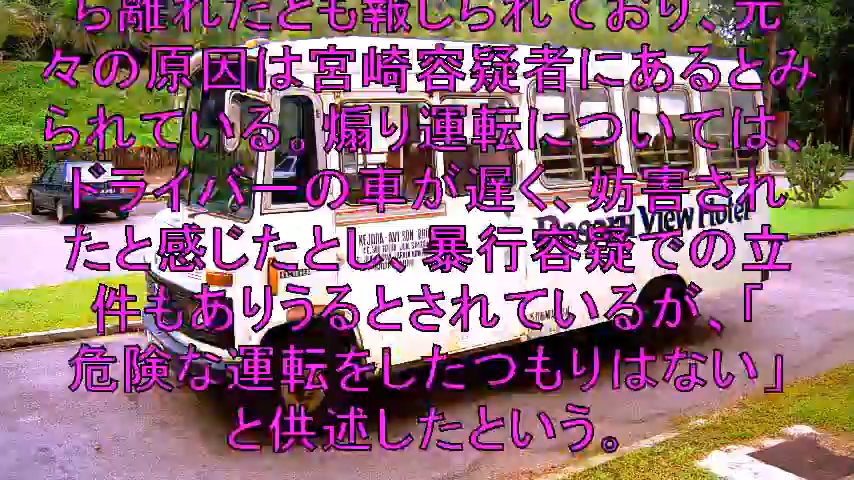 ら離れたとも報じられており、元
々の原因は宮崎容疑者にあるとみ
られている。煽り運転については、
ドライバーの車が遅く、妨害され
たと感じたとし、暴行容疑での立
件もありうるとされているが、「
危険な運転をしたつもりはない」
と供述したという。
View Hotel